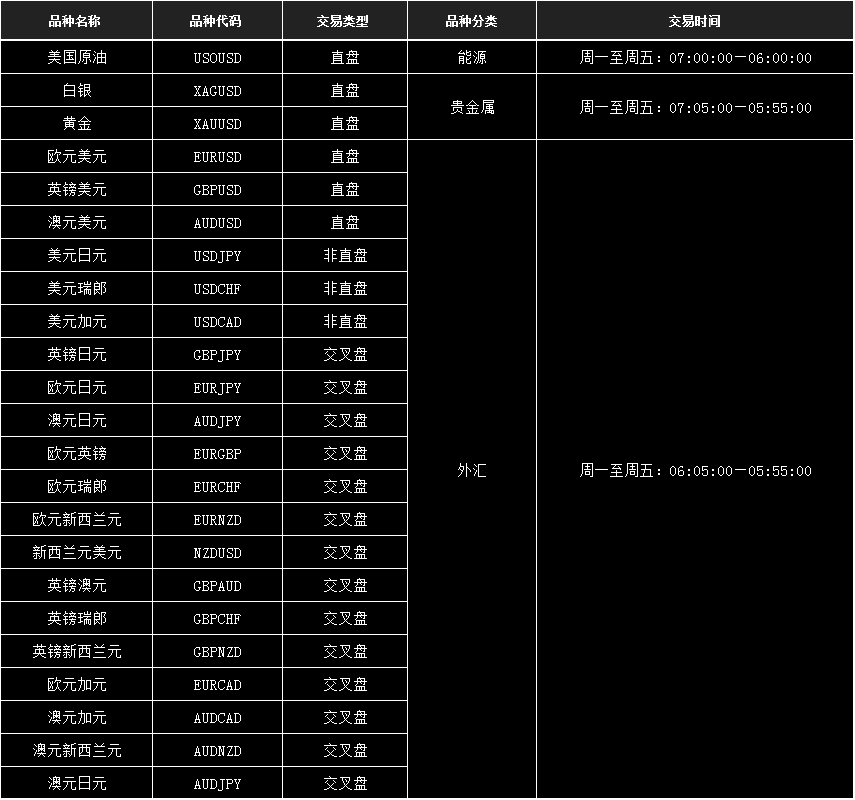 品种名称 品种代码 交易类型 品种分类 交易时间
美国原油 USOUSD 直盘 能源 周一至周五：07:00:00—06:00:00
白银 XAGUSD 直盘
贵金属 周一至周五：07:05:00—05:55:00
黄金 XAUUSD 直盘
欧元美元 EURUSD 直盘
英镑美元 GBPUSD 直盘
澳元美元 AUDUSD 直盘
美元日元 USDJPY 非直盘
美元瑞郎 USDCHF 非直盘
美元加元 USDCAD 非直盘
英镑日元 GBPJPY 交叉盘
欧元日元 EURJPY 交叉盘
澳元日元 AUDJPY 交叉盘
欧元英镑 EURGBP 交叉盘
外汇 周一至周五：06:05:00—05:55:00
欧元瑞郎 EURCHF 交叉盘
欧元新西兰元 EURNZD 交叉盘
新西兰元美元 NZDUSD 交叉盘
英镑澳元 GBPAUD 交叉盘
英镑瑞郎 GBPCHF 交叉盘
英镑新西兰元 GBPNZD 交叉盘
欧元加元 EURCAD 交叉盘
澳元加元 AUDCAD 交叉盘
澳元新西兰元 AUDNZD 交叉盘
澳元日元 AUDJPY 交叉盘